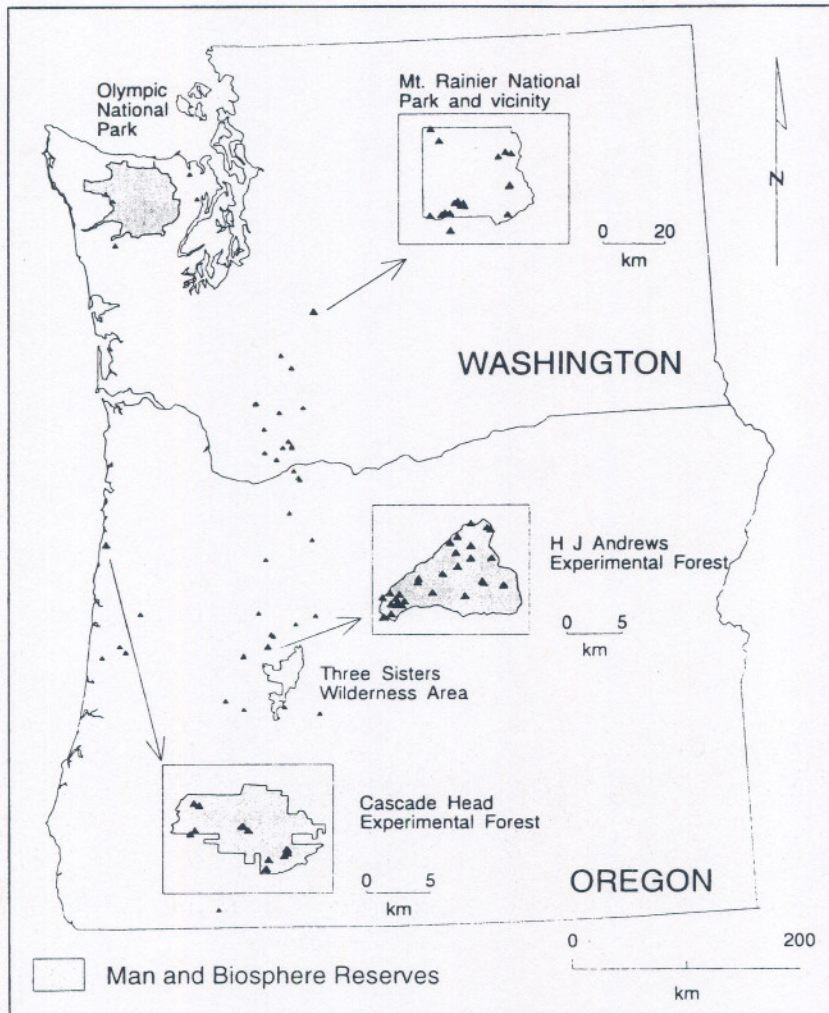 Olympic
National
Park
Mt. Rainier National
Park and vicinity
N
0 20
km
WASHINGTON
H J Andrews
Experimental Forest
0 5
km
Three Sisters
Wilderness Area
Cascade Head
Experimental Forest
0 5
km
OREGON
0 200
km
Man and Biosphere Reserves